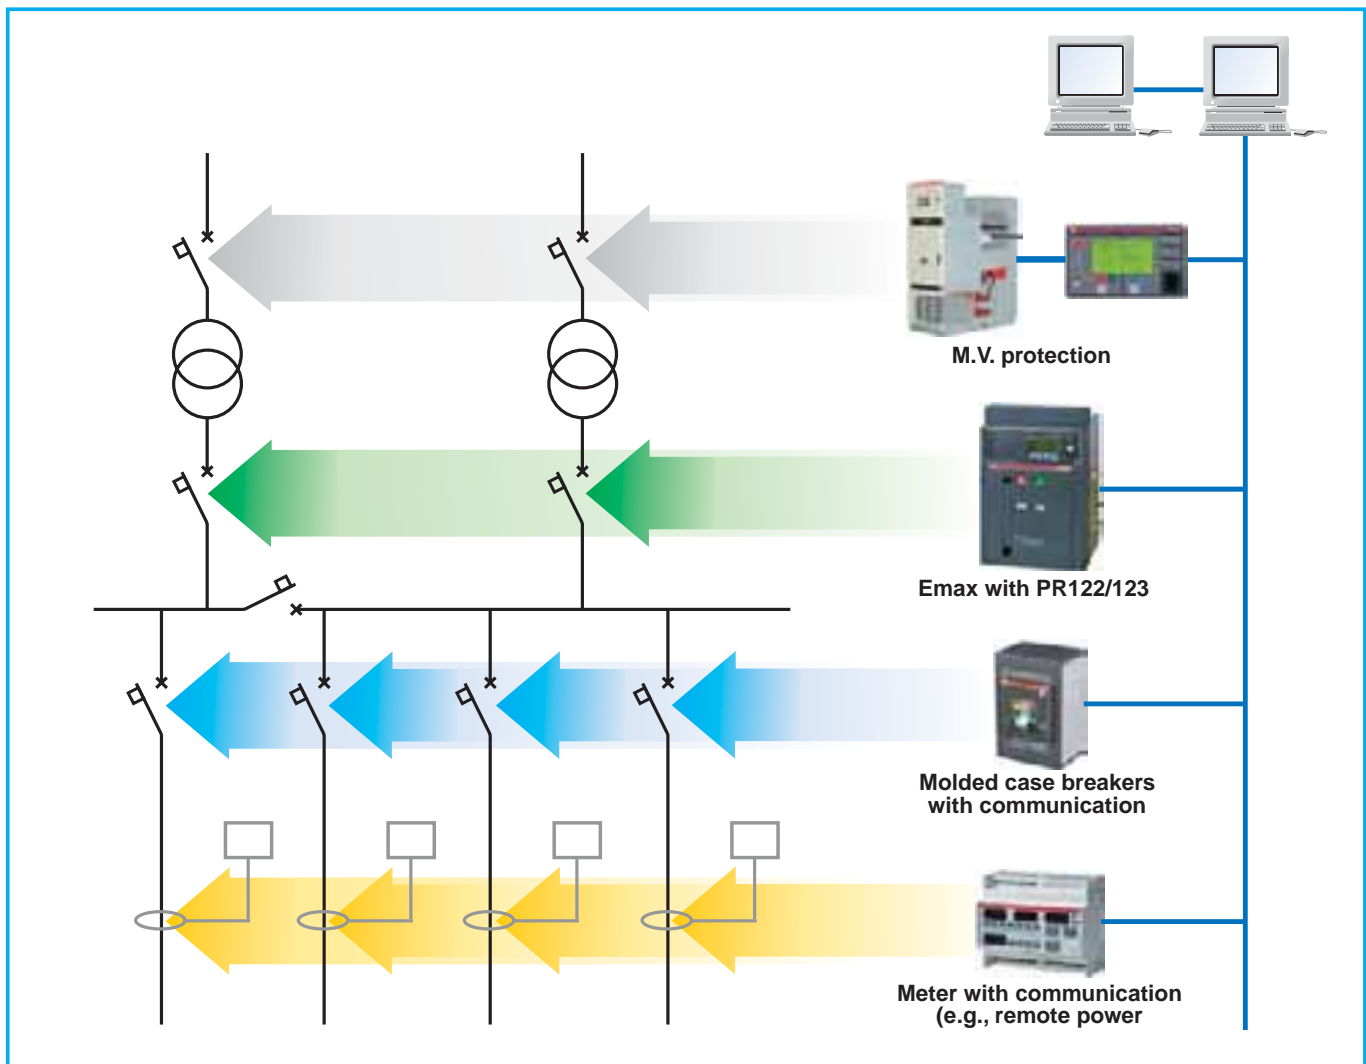 M.V. protection
Emax with PR122/123
Molded case breakers
with communication
Meter with communication
(e.g., remote power